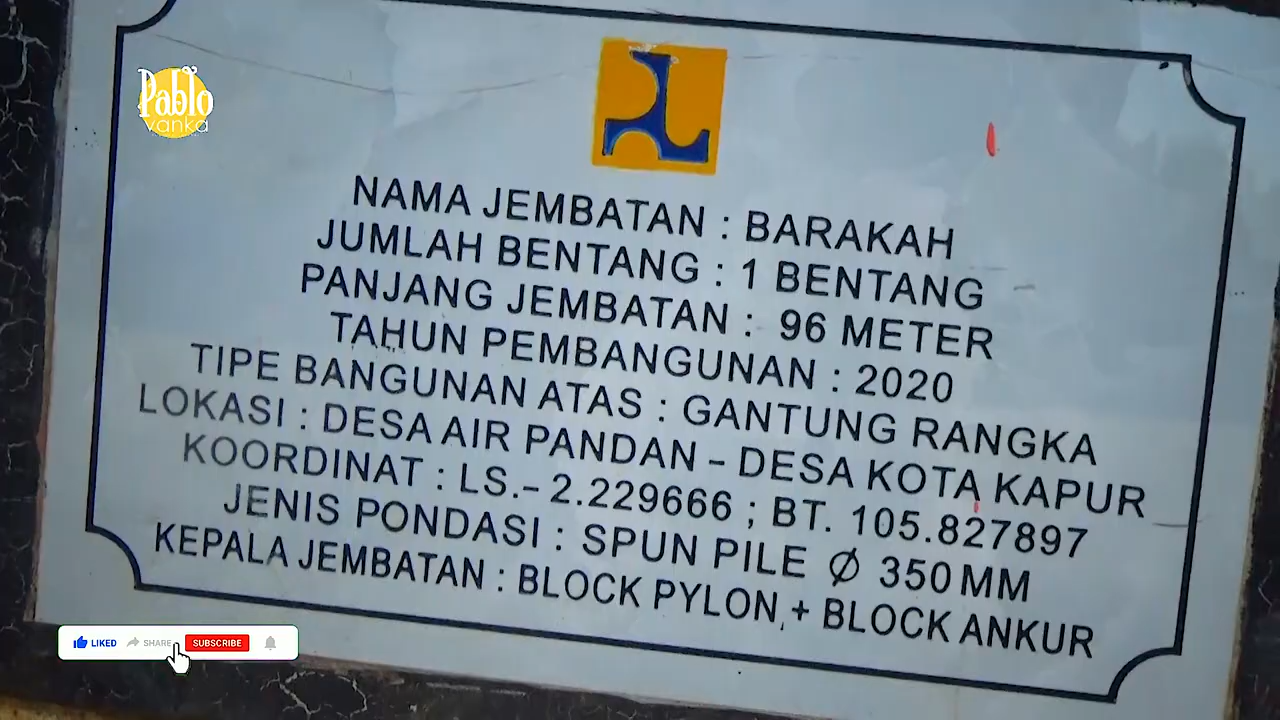 Pablo
vanka
NAMA JEMBATAN : BARAKAH
JUMLAH BENTANG : 1 BENTANG
PANJANG JEMBATAN : 96 METER
TAHUN PEMBANGUNAN : 2020
TIPE BANGUNAN ATAS : GANTUNG RANGKA
LOKASI : DESA AIR PANDAN – DESA KOTA KAPUR
KOORDINAT : LS.– 2.229666 ; BT. 105.827897
JENIS PONDASI : SPUN PILE Ø 350 MM
KEPALA JEMBATAN : BLOCK PYLON + BLOCK ANKUR
LIKED SHARE SUBSCRIBE